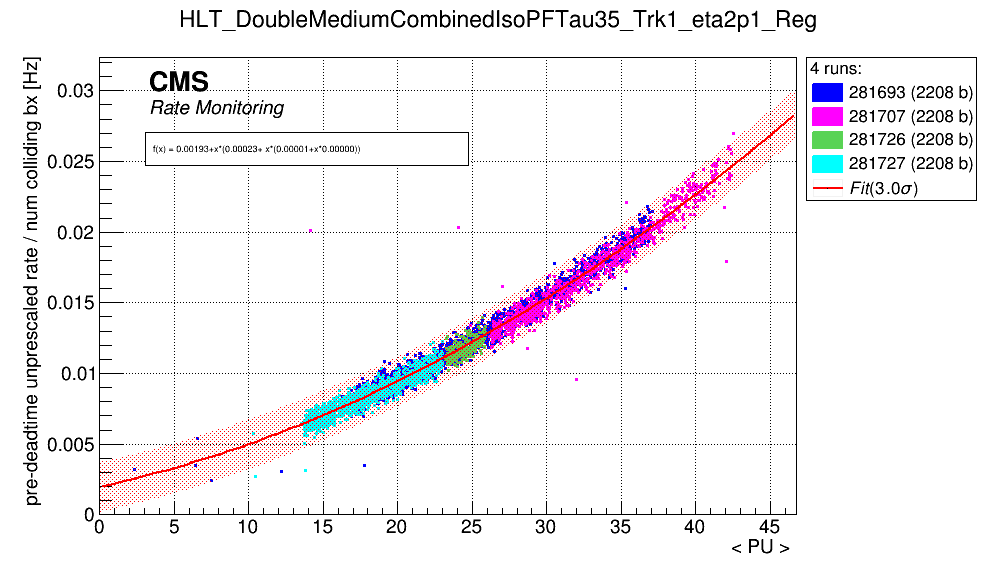 HLT_DoubleMediumCombinedIsoPFTau35_Trk1_eta2p1_Reg
pre-deadtime unprescaled rate / num colliding bx [Hz]
0.03
0.025
0.02
0.015
0.01
0.005
0
CMS
Rate Monitoring
f(x) = 0.00193+x*(0.00023+ x*(0.00001+x*0.00000))
4 runs:
281693 (2208 b)
281707 (2208 b)
281726 (2208 b)
281727 (2208 b)
Fit(3.0σ)
0 5 10 15 20 25 30 35 40 45
< PU >